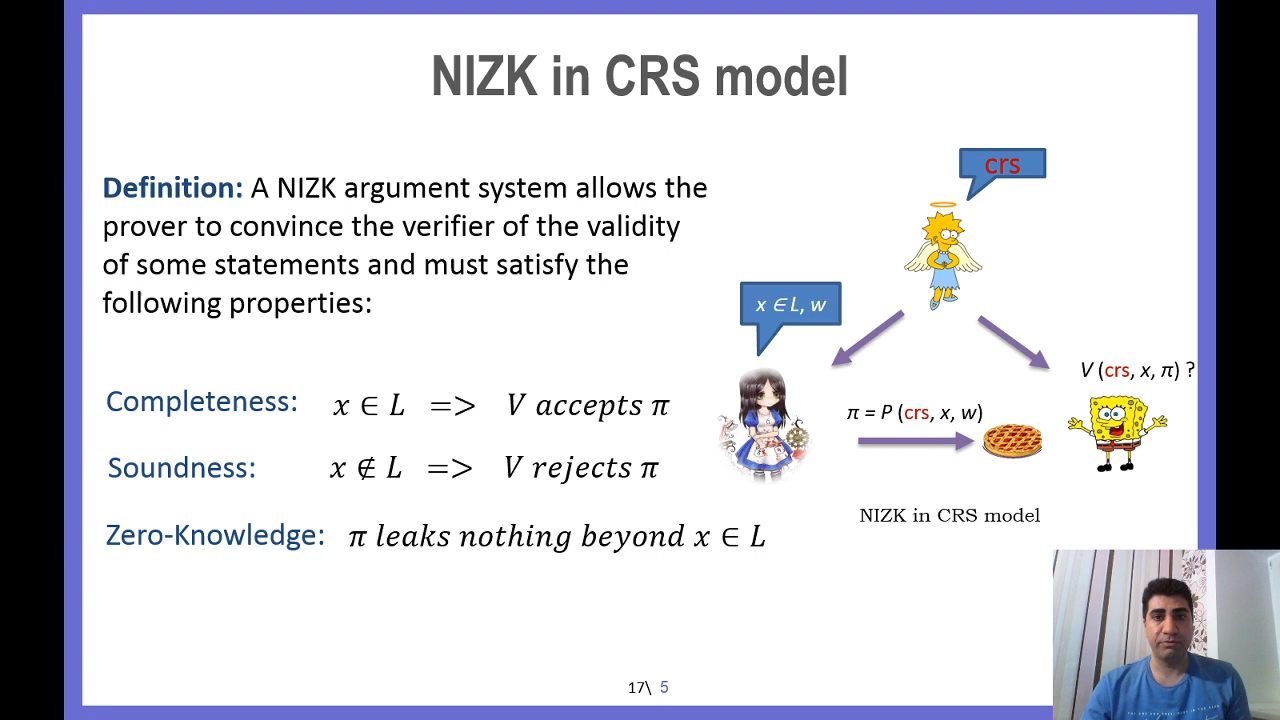 NIZK in CRS model
Definition: A NIZK argument system allows the
prover to convince the verifier of the validity
of some statements and must satisfy the
following properties:
Completeness: x ∈ L => V accepts π
Soundness: x ∉ L => V rejects π
Zero-Knowledge: π leaks nothing beyond x ∈ L
crs
x ∈ L, w
V (crs, x, π) ?
π = P (crs, x, w)
NIZK in CRS model
17\ 5